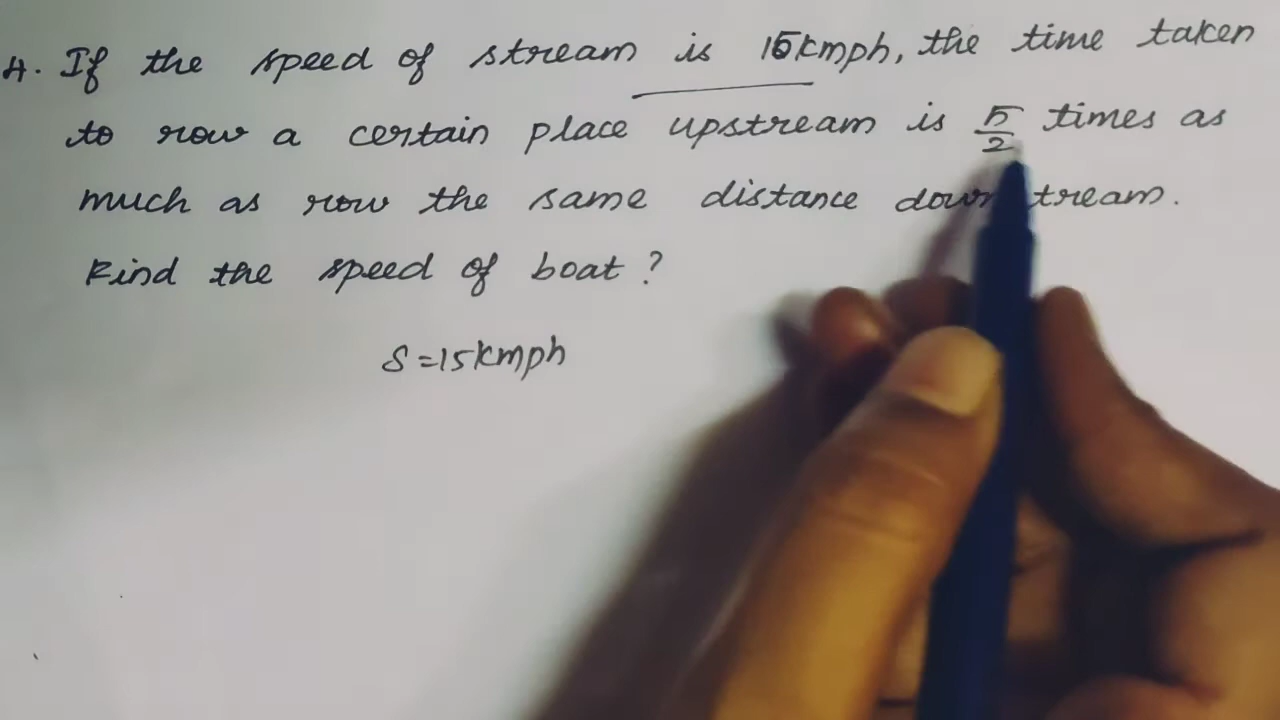 4. If the speed of stream is 15kmph, the time taken
to row a certain place upstream is 5/2 times as
much as row the same distance downstream.
Find the speed of boat?
S=15kmph